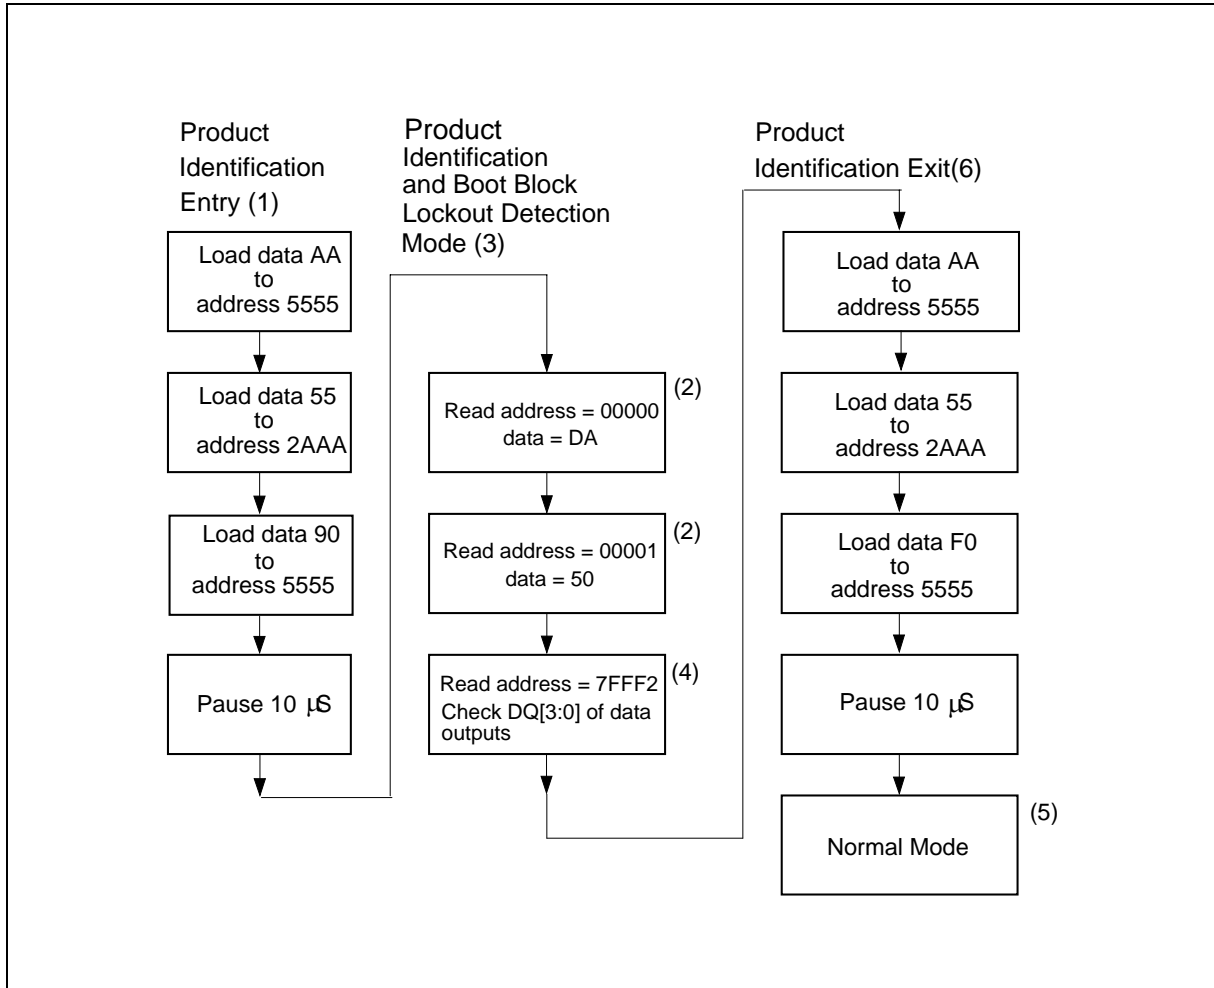 Product
Identification
Entry (1)
Load data AA
to
address 5555
Load data 55
to
address 2AAA
Load data 90
to
address 5555
Pause 10 μS
Product
Identification
and Boot Block
Lockout Detection
Mode (3)
Read address = 00000
data = DA
(2)
Read address = 00001
data = 50
(2)
Read address = 7FFF2
Check DQ[3:0] of data
outputs
(4)
Product
Identification Exit(6)
Load data AA
to
address 5555
Load data 55
to
address 2AAA
Load data F0
to
address 5555
Pause 10 μS
Normal Mode
(5)